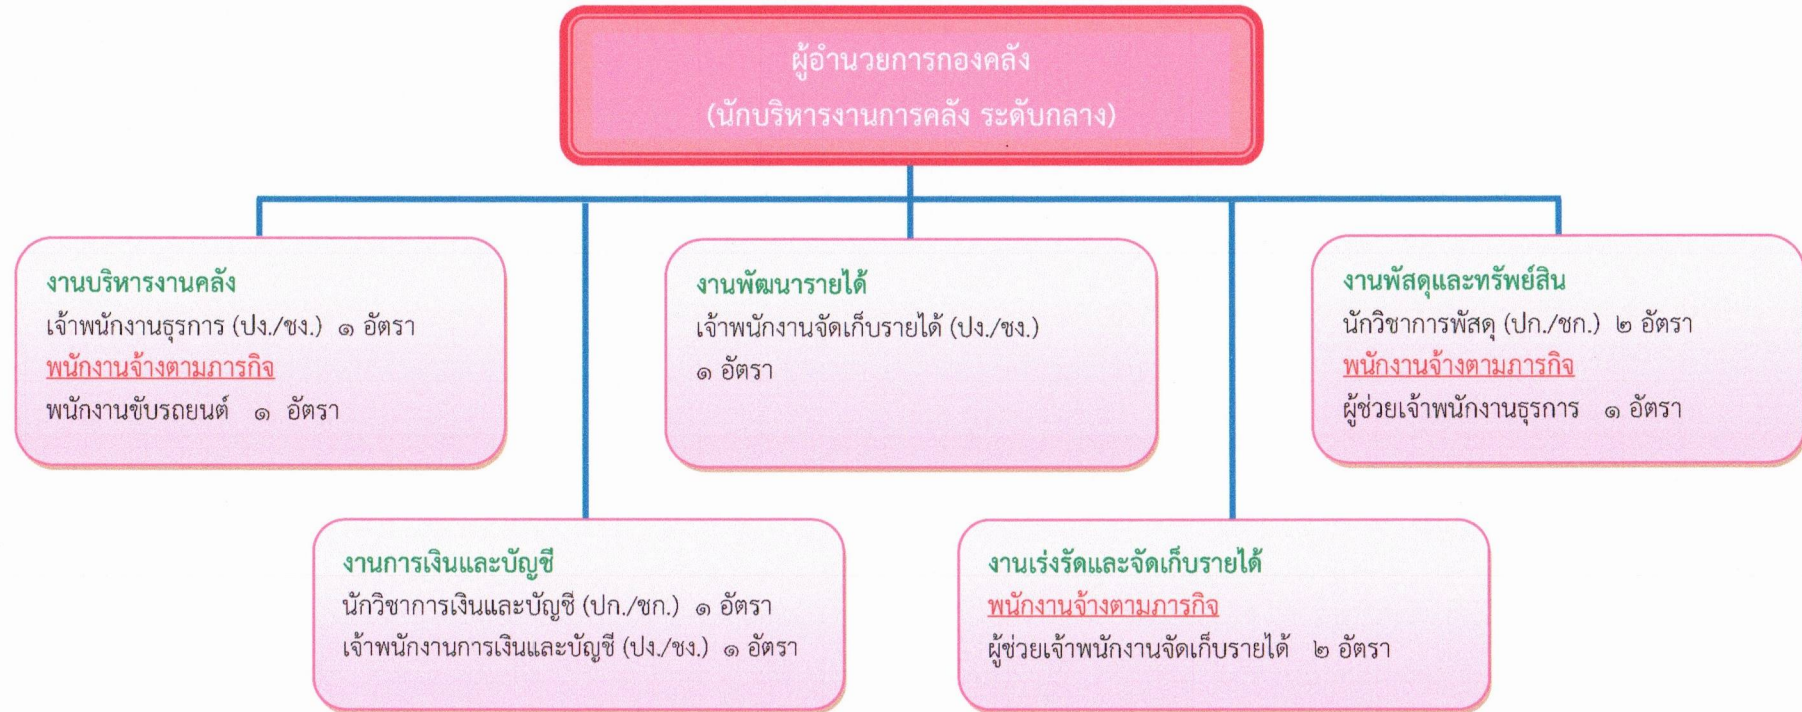 ผู้อำนวยการกองคลัง
(นักบริหารงานการคลัง ระดับกลาง)
งานบริหารงานคลัง
เจ้าพนักงานธุรการ (ปง./ชง.) ๑ อัตรา
พนักงานจ้างตามภารกิจ
พนักงานขับรถยนต์ ๑ อัตรา
งานพัฒนารายได้
เจ้าพนักงานจัดเก็บรายได้ (ปง./ชง.)
๑ อัตรา
งานพัสดุและทรัพย์สิน
นักวิชาการพัสดุ (ปก./ชก.) ๒ อัตรา
พนักงานจ้างตามภารกิจ
ผู้ช่วยเจ้าพนักงานธุรการ ๑ อัตรา
งานการเงินและบัญชี
นักวิชาการเงินและบัญชี (ปก./ชก.) ๑ อัตรา
เจ้าพนักงานการเงินและบัญชี (ปง./ชง.) ๑ อัตรา
งานเร่งรัดและจัดเก็บรายได้
พนักงานจ้างตามภารกิจ
ผู้ช่วยเจ้าพนักงานจัดเก็บรายได้ ๒ อัตรา